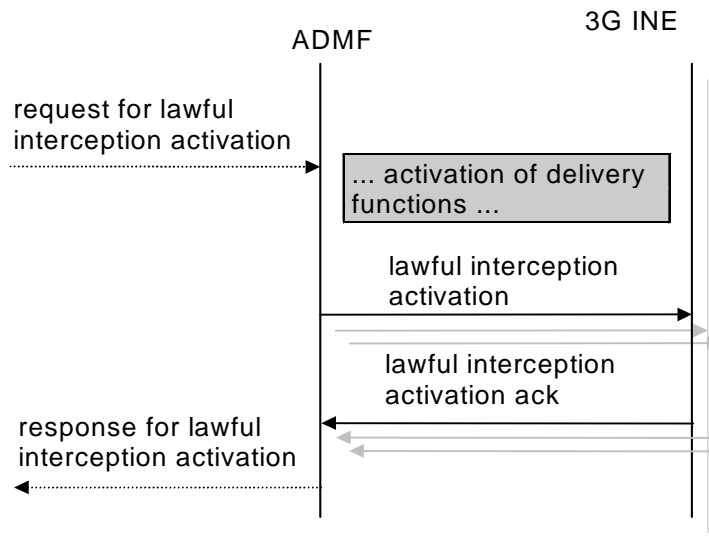 3G INE
ADMF
request for lawful
interception activation
... activation of delivery
functions ...
lawful interception
activation
lawful interception
activation ack
response for lawful
interception activation